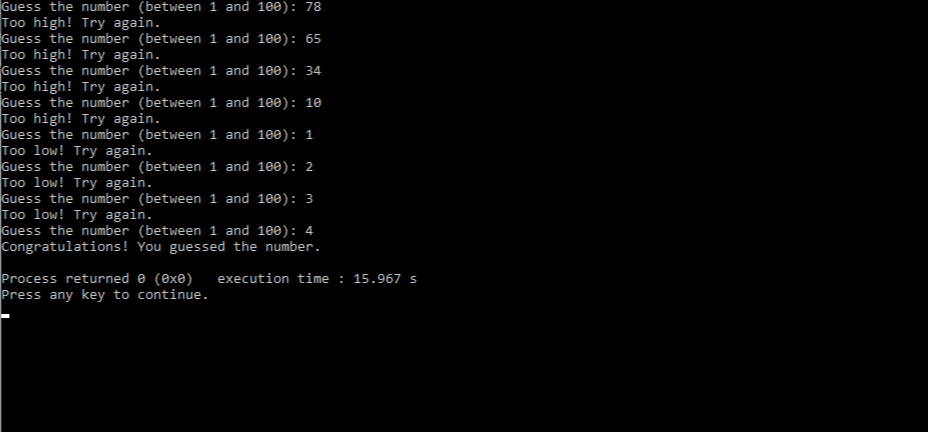 Guess the number (between 1 and 100): 78
Too high! Try again.
Guess the number (between 1 and 100): 65
Too high! Try again.
Guess the number (between 1 and 100): 34
Too high! Try again.
Guess the number (between 1 and 100): 10
Too high! Try again.
Guess the number (between 1 and 100): 1
Too low! Try again.
Guess the number (between 1 and 100): 2
Too low! Try again.
Guess the number (between 1 and 100): 3
Too low! Try again.
Guess the number (between 1 and 100): 4
Congratulations! You guessed the number.
Process returned 0 (0x0)   execution time : 15.967 s
Press any key to continue.